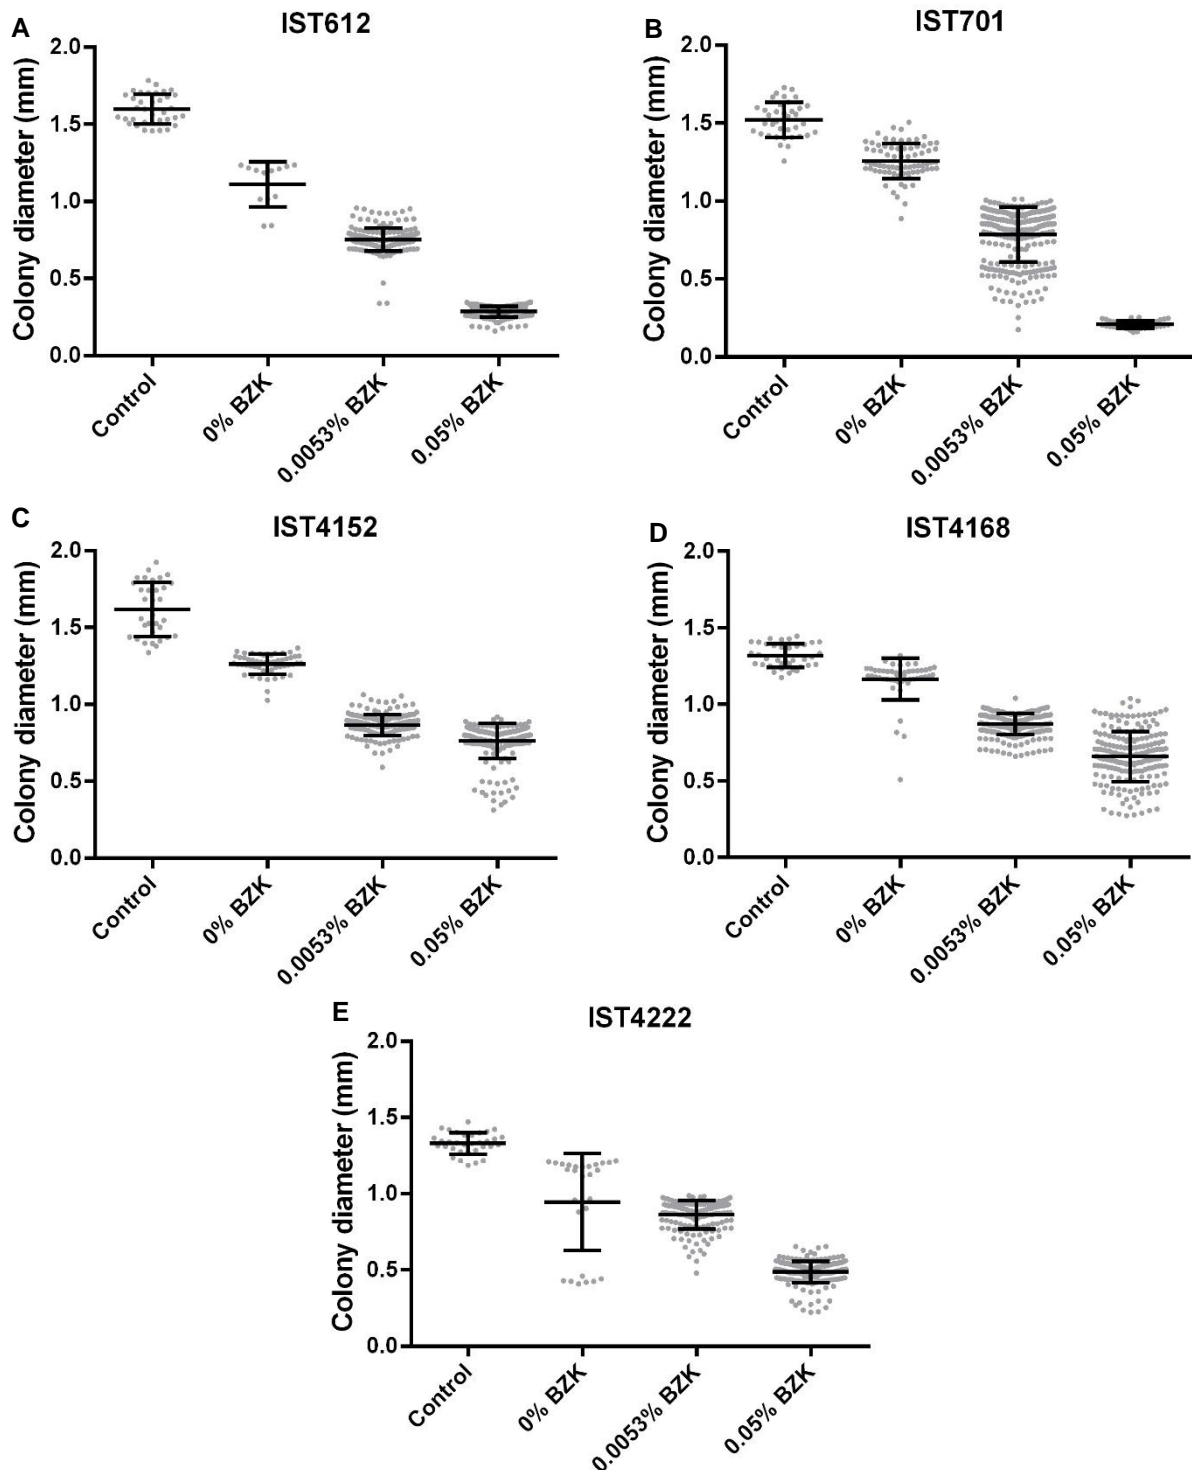 A
IST612
Colony diameter (mm)
2.0
1.5
1.0
0.5
0.0
Control
0% BZK
0.0053% BZK
0.05% BZK
B
IST701
Colony diameter (mm)
2.0
1.5
1.0
0.5
0.0
Control
0% BZK
0.0053% BZK
0.05% BZK
C
IST4152
Colony diameter (mm)
2.0
1.5
1.0
0.5
0.0
Control
0% BZK
0.0053% BZK
0.05% BZK
D
IST4168
Colony diameter (mm)
2.0
1.5
1.0
0.5
0.0
Control
0% BZK
0.0053% BZK
0.05% BZK
E
IST4222
Colony diameter (mm)
2.0
1.5
1.0
0.5
0.0
Control
0% BZK
0.0053% BZK
0.05% BZK